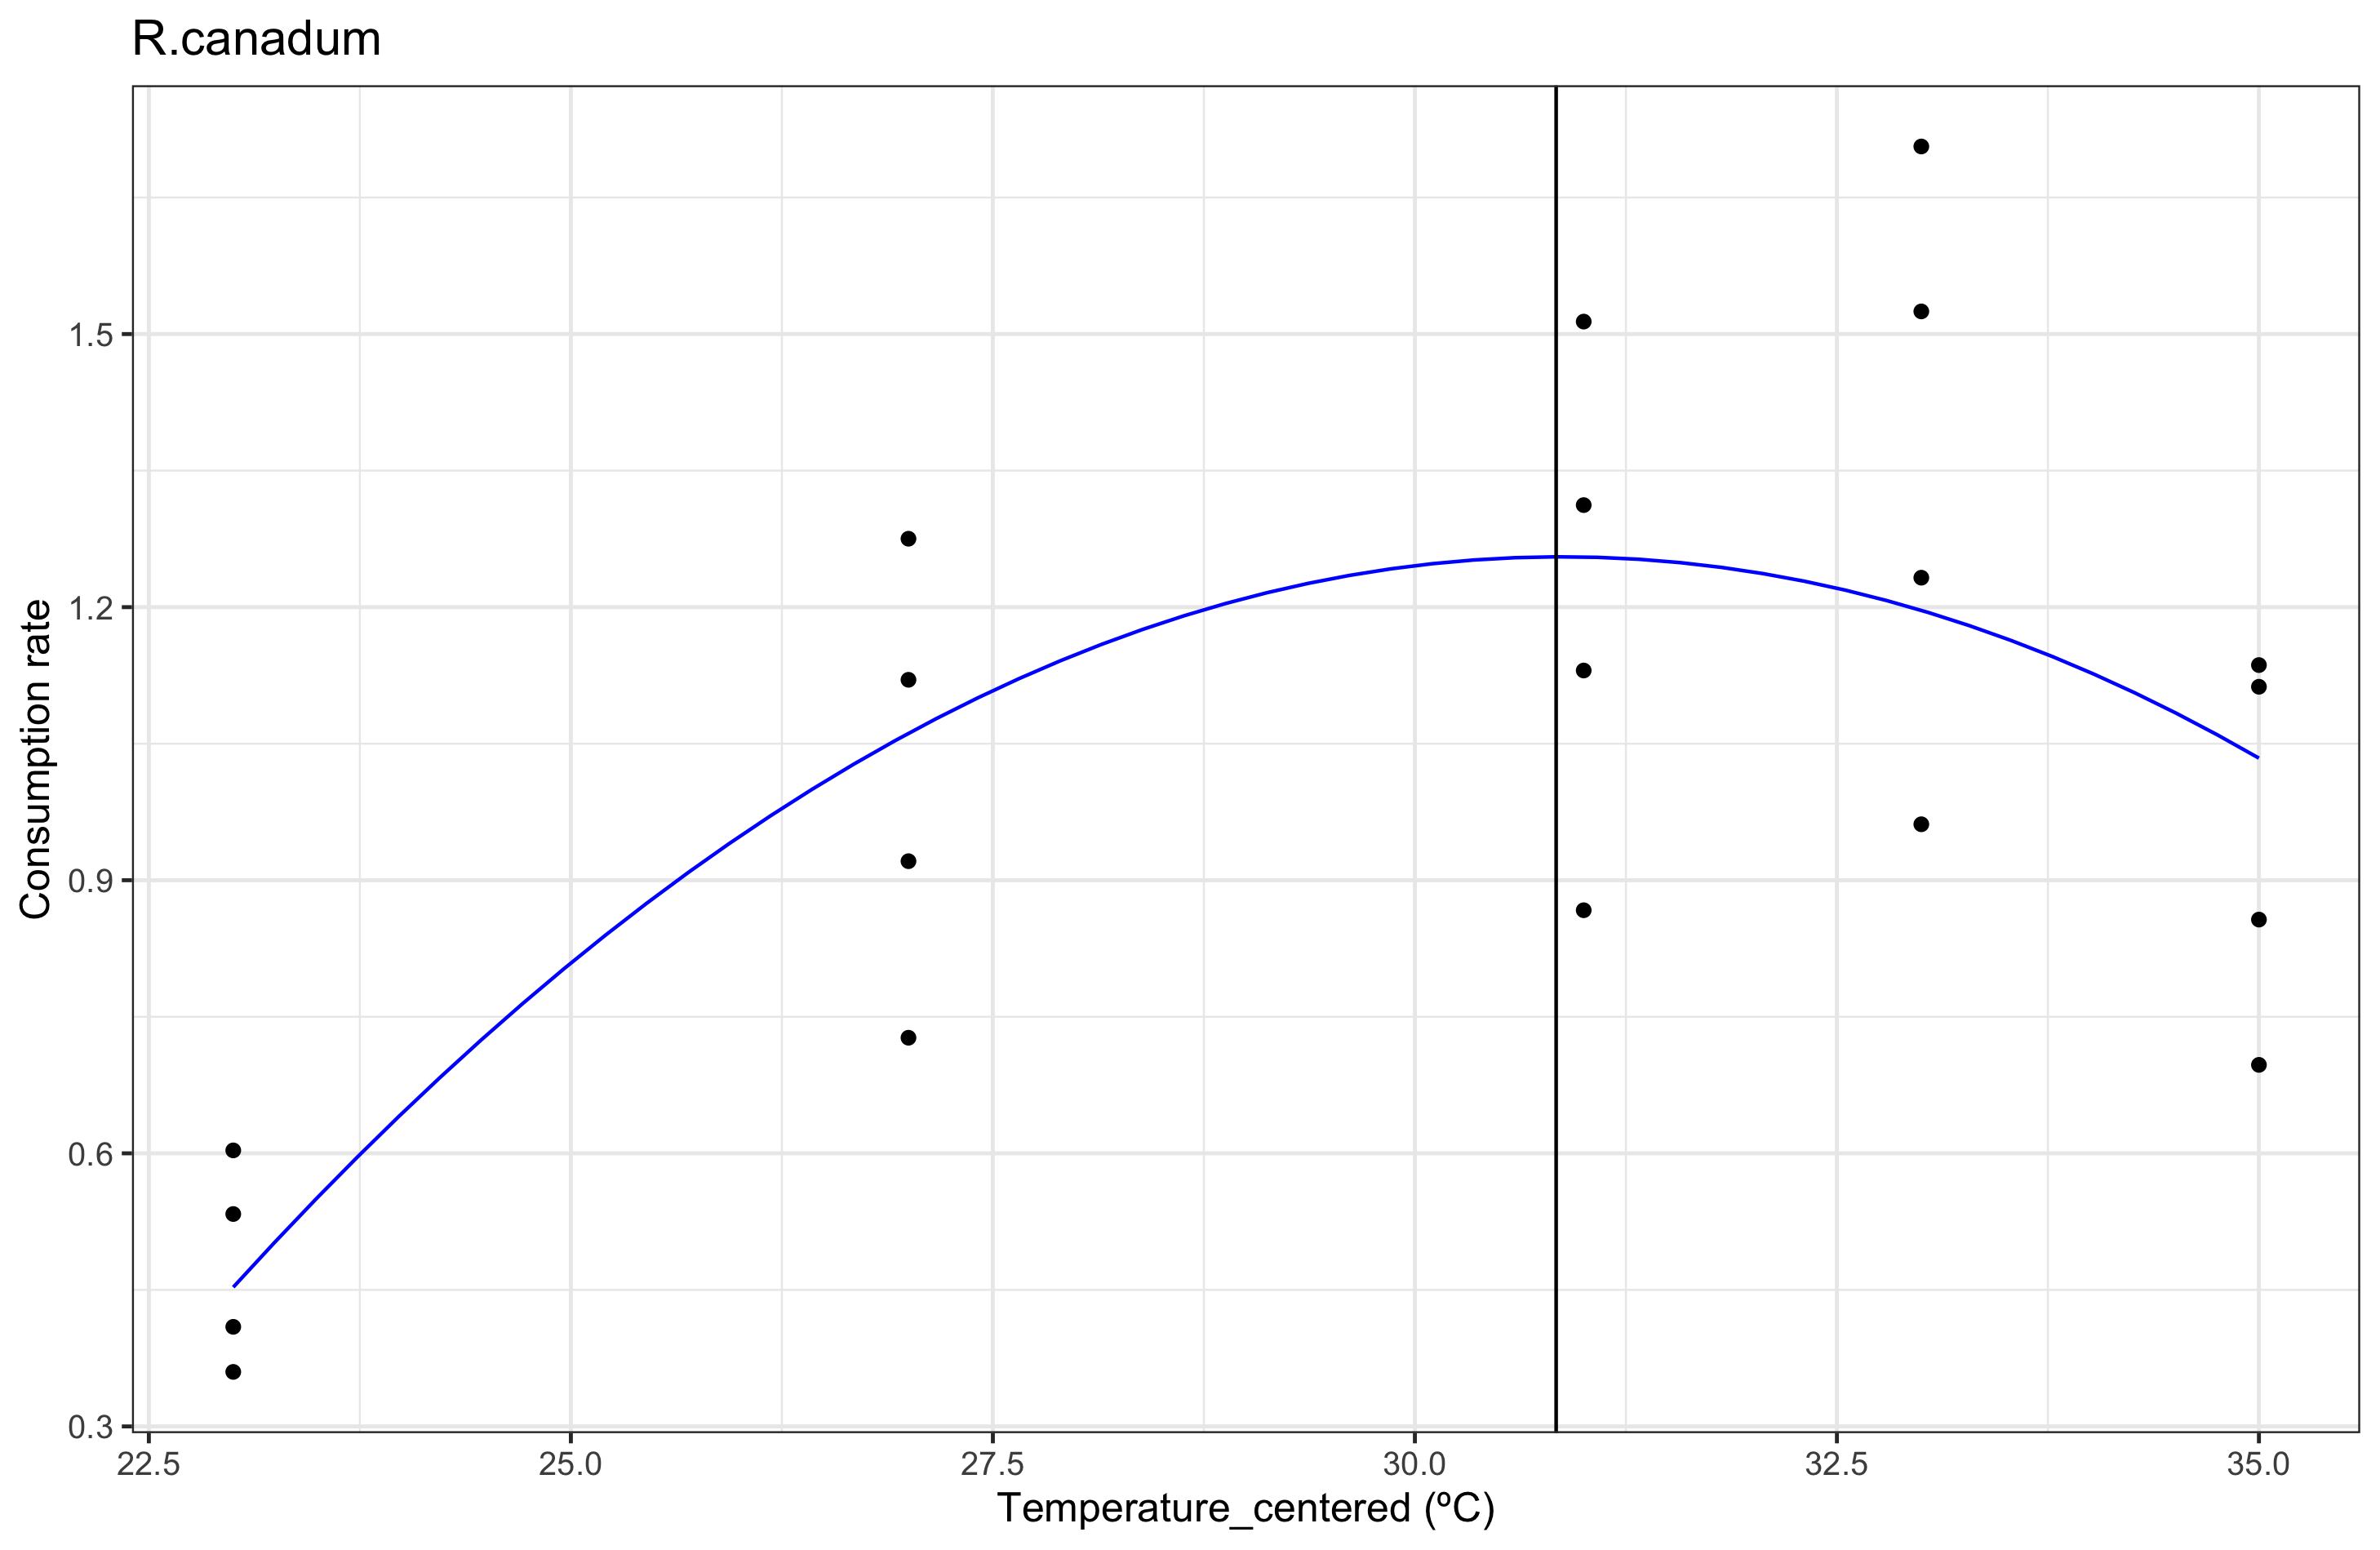 R.canadum
Consumption rate
1.5
1.2
0.9
0.6
0.3
22.5 25.0 27.5 30.0 32.5 35.0
Temperature_centered (ºC)